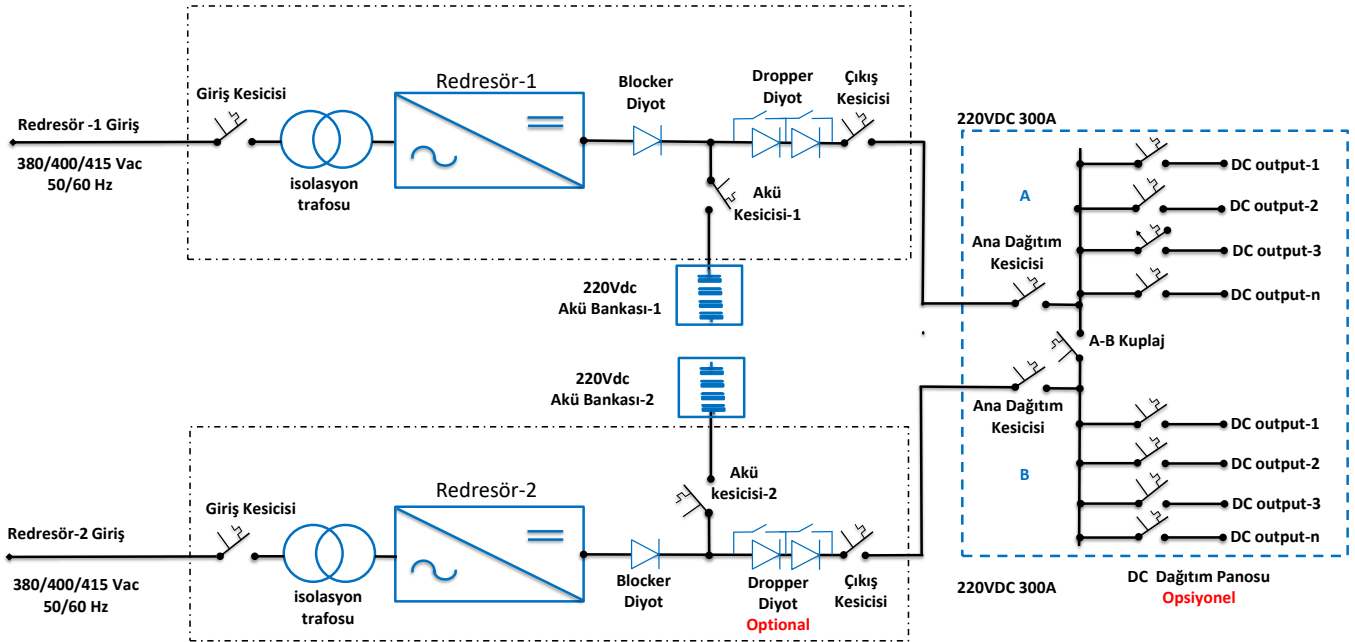 Redresör -1 Giriş
380/400/415 Vac
50/60 Hz
Giriş Kesicisi
isolasyon
trafosu
Redresör-1
Blocker
Diyot
Dropper
Diyot
Çıkış
Kesicisi
Akü
Kesicisi-1
220Vdc
Akü Bankası-1
220VDC 300A
A
Ana Dağıtım
Kesicisi
DC output-1
DC output-2
DC output-3
DC output-n
A-B Kuplaj
220Vdc
Akü Bankası-2
Akü
kesicisi-2
Redresör-2 Giriş
380/400/415 Vac
50/60 Hz
Giriş Kesicisi
isolasyon
trafosu
Redresör-2
Blocker
Diyot
Dropper
Diyot
Optional
Çıkış
Kesicisi
Ana Dağıtım
Kesicisi
B
DC output-1
DC output-2
DC output-3
DC output-n
220VDC 300A
DC Dağıtım Panosu
Opsiyonel